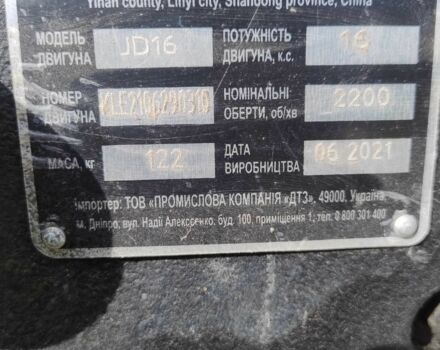 Yinan county, Linyi city, Shandong province, China
МОДЕЛЬ ДВИГУНА JD16
ПОТУЖНІСТЬ ДВИГУНА, к.с. 16
НОМЕР ДВИГУНА
НОМІНАЛЬНІ ОБЕРТИ, об/хв 2200
МАСА, кг 122
ДАТА ВИРОБНИЦТВА 06 2021
Імпортер: ТОВ «ПРОМИСЛОВА КОМПАНІЯ «ДТЗ», 49000, Україна
м. Дніпро, вул. Надії Алексєєнко, буд. 100, приміщення 1, тел. 0 800 301 400